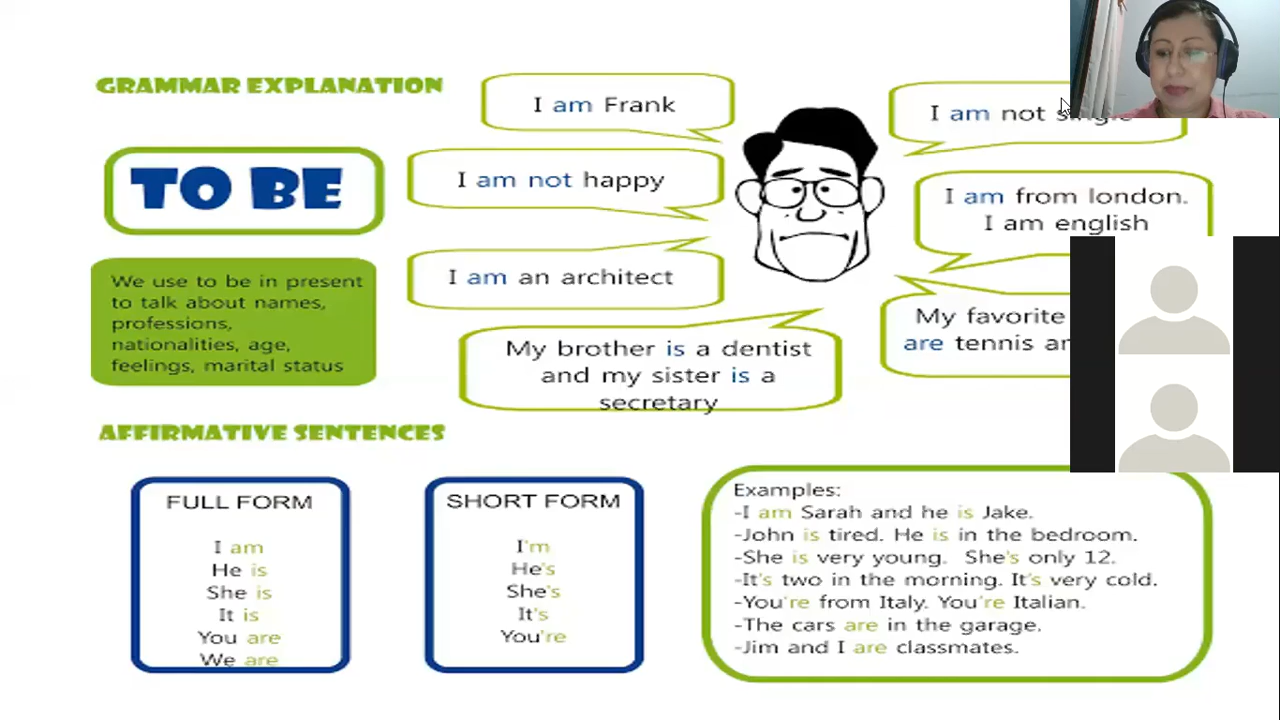 GRAMMAR EXPLANATION
TO BE
We use to be in present
to talk about names,
professions,
nationalities, age,
feelings, marital status
I am Frank
I am not happy
I am an architect
My brother is a dentist
and my sister is a
secretary
I am not single
I am from london.
I am english
My favorite
are tennis
AFFIRMATIVE SENTENCES
FULL FORM
I am
He is
She is
It is
You are
We are
SHORT FORM
I'm
He's
She's
It's
You're
Examples:
-I am Sarah and he is Jake.
-John is tired. He is in the bedroom.
-She is very young. She's only 12.
-It's two in the morning. It's very cold.
-You're from Italy. You're Italian.
-The cars are in the garage.
-Jim and I are classmates.